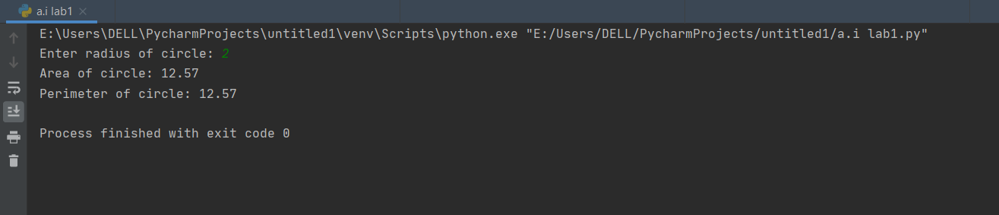 a.i lab1
E:\Users\DELL\PycharmProjects\untitled1\venv\Scripts\python.exe "E:/Users/DELL/PycharmProjects/untitled1/a.i lab1.py"
Enter radius of circle: 2
Area of circle: 12.57
Perimeter of circle: 12.57
Process finished with exit code 0